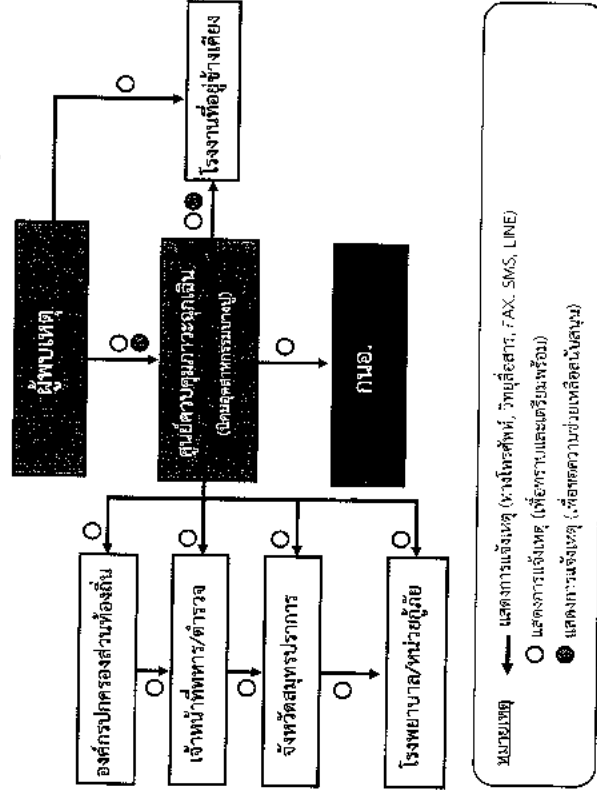 ผู้พบเหตุ
ศูนย์ควบคุมภาวะฉุกเฉิน
(นิคมอุตสาหกรรมบางปู)
โรงงานที่อยู่ข้างเคียง
กนอ.
องค์กรปกครองส่วนท้องถิ่น
เจ้าหน้าที่ทหาร/ตำรวจ
จังหวัดสมุทรปราการ
โรงพยาบาล/หน่วยกู้ภัย
หมายเหตุ
แสดงการแจ้งเหตุ (ทางโทรศัพท์, วิทยุสื่อสาร, FAX. SMS, LINE)
แสดงการแจ้งเหตุ (เพื่อทราบและเตรียมพร้อม)
แสดงการแจ้งเหตุ (เพื่อขอความช่วยเหลือสนับสนุน)